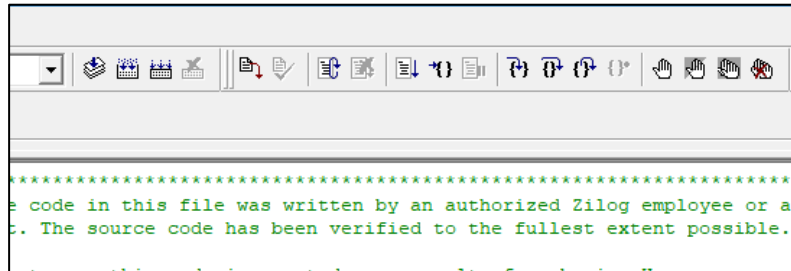 ******************************************************************************
e code in this file was written by an authorized Zilog employee or a
t. The source code has been verified to the fullest extent possible.